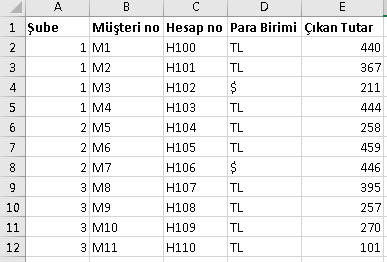 A B C D E
1 Şube Müşteri no Hesap no Para Birimi Çıkan Tutar
2 1 M1 H100 TL 440
3 1 M2 H101 TL 367
4 1 M3 H102 $ 211
5 1 M4 H103 TL 444
6 2 M5 H104 TL 258
7 2 M6 H105 TL 459
8 2 M7 H106 $ 446
9 3 M8 H107 TL 395
10 3 M9 H108 TL 257
11 3 M10 H109 TL 270
12 3 M11 H110 TL 101